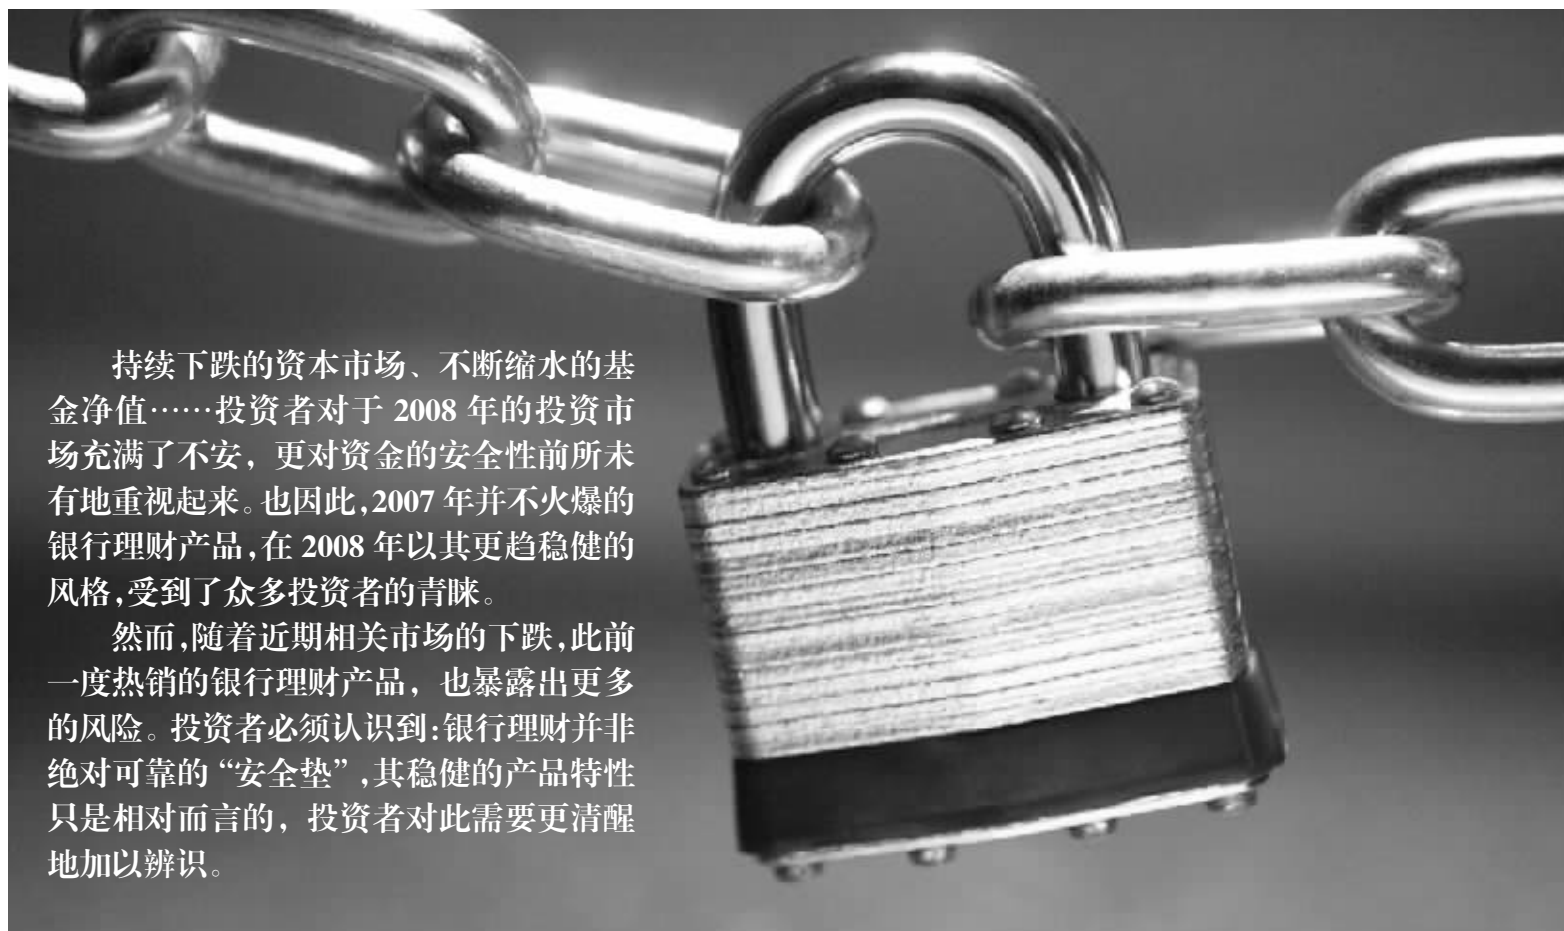 持续下跌的资本市场、不断缩水的基
金净值……投资者对于 2008 年的投资市
场充满了不安，更对资金的安全性前所未
有地重视起来。也因此，2007 年并不火爆的
银行理财产品，在 2008 年以其更趋稳健的
风格，受到了众多投资者的青睐。
然而，随着近期相关市场的下跌，此前
一度热销的银行理财产品，也暴露出更多
的风险。投资者必须认识到：银行理财并非
绝对可靠的“安全垫”，其稳健的产品特性
只是相对而言的，投资者对此需要更清醒
地加以辨识。